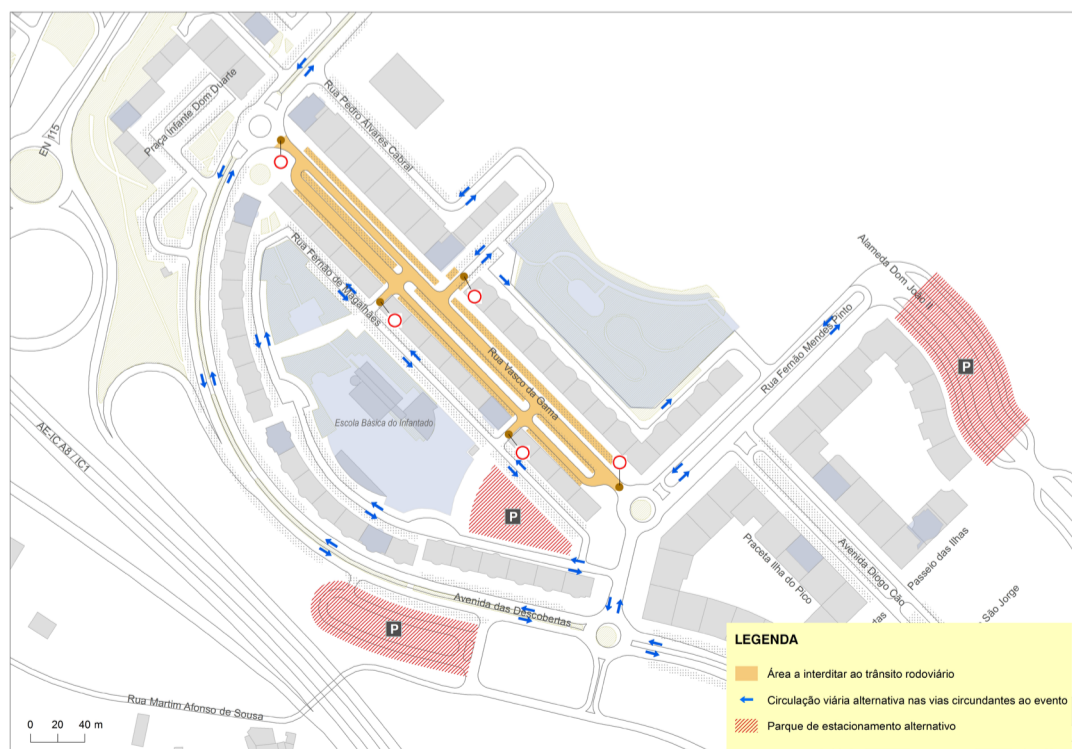 Praça Infante Dom Duarte
EN 115
Rua Pedro Álvares Cabral
Rua Fernão de Magalhães
Rua Vasco da Gama
Alameda Dom João II
Rua Fernão Mendes Pinto
P
Escola Básica do Infantado
AE-IC A8 / IC1
P
Praceta Ilha do Pico
Avenida Diogo Cão
Passeio das Ilhas
São Jorge
das
Avenida das Descobertas
P
Rua Martim Afonso de Sousa
0 20 40 m
LEGENDA
Área a interditar ao trânsito rodoviário
Circulação viária alternativa nas vias circundantes ao evento
Parque de estacionamento alternativo